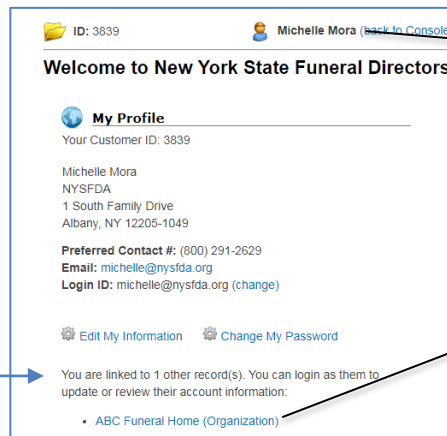 ID: 3839 Michelle Mora (back to Console
Welcome to New York State Funeral Directors
My Profile
Your Customer ID: 3839
Michelle Mora
NYSFDA
1 South Family Drive
Albany, NY 12205-1049
Preferred Contact #: (800) 291-2629
Email: michelle@nysfda.org
Login ID: michelle@nysfda.org (change)
Edit My Information Change My Password
You are linked to 1 other record(s). You can login as them to
update or review their account information:
• ABC Funeral Home (Organization)